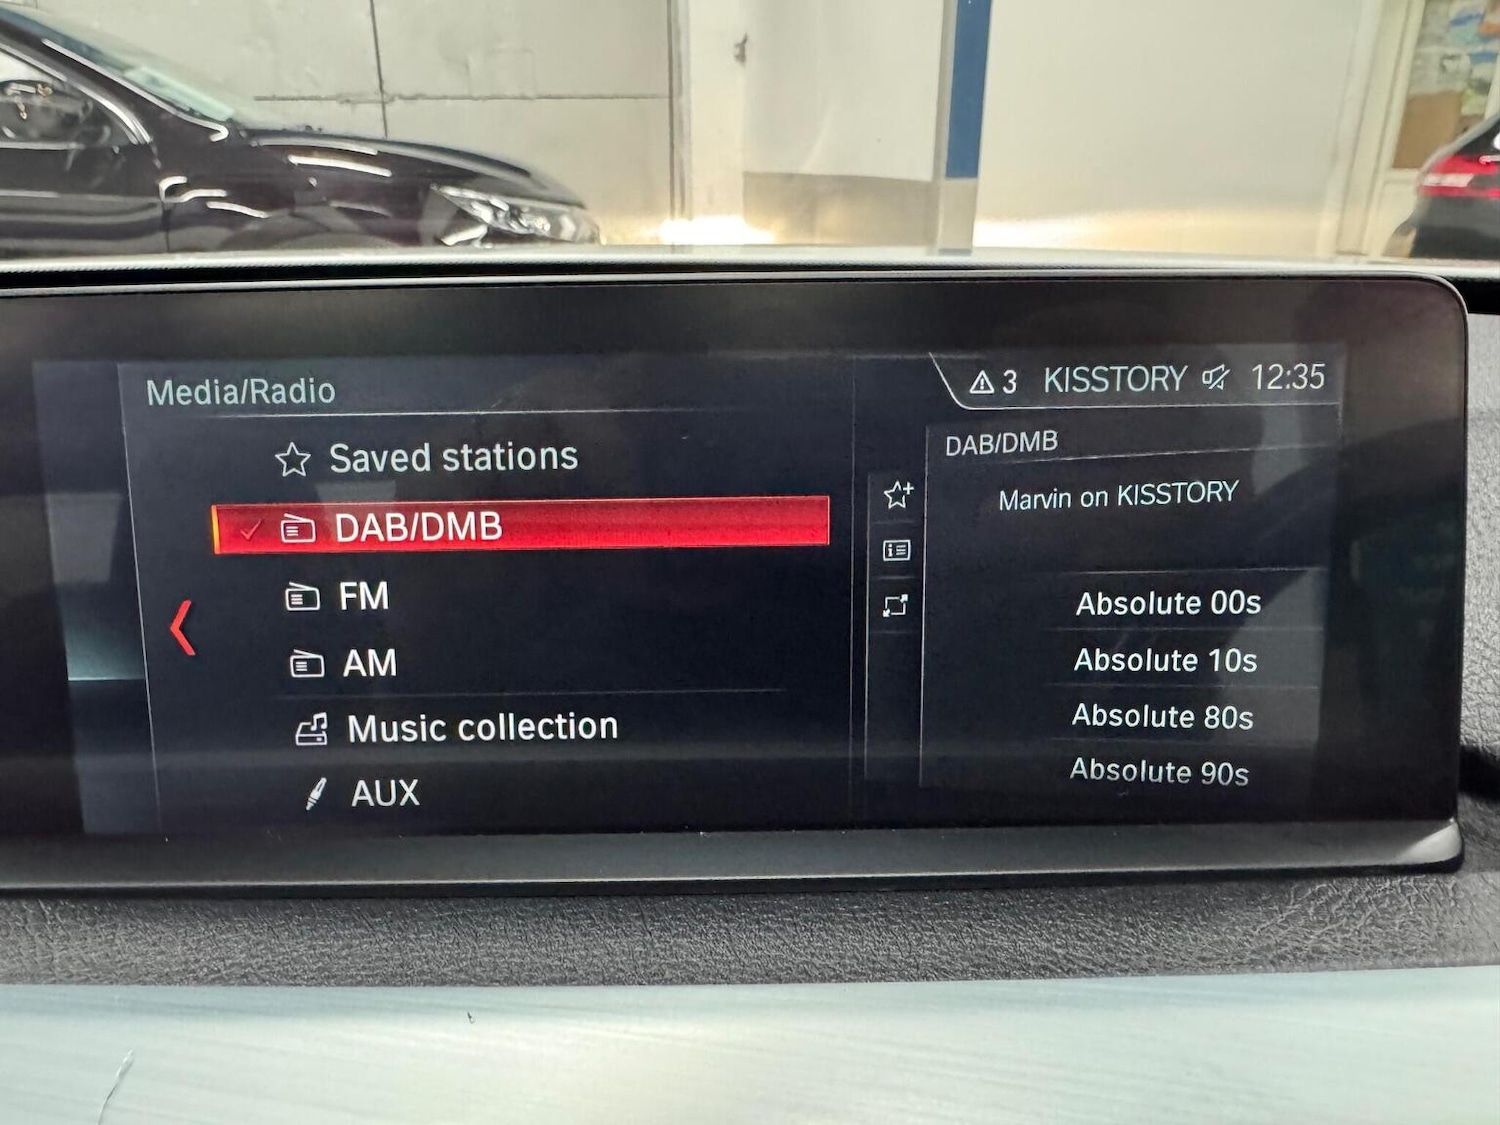 Media/Radio
Saved stations
DAB/DMB
FM
AM
Music collection
AUX
3 KISSTORY 12:35
DAB/DMB
Marvin on KISSTORY
Absolute 00s
Absolute 10s
Absolute 80s
Absolute 90s